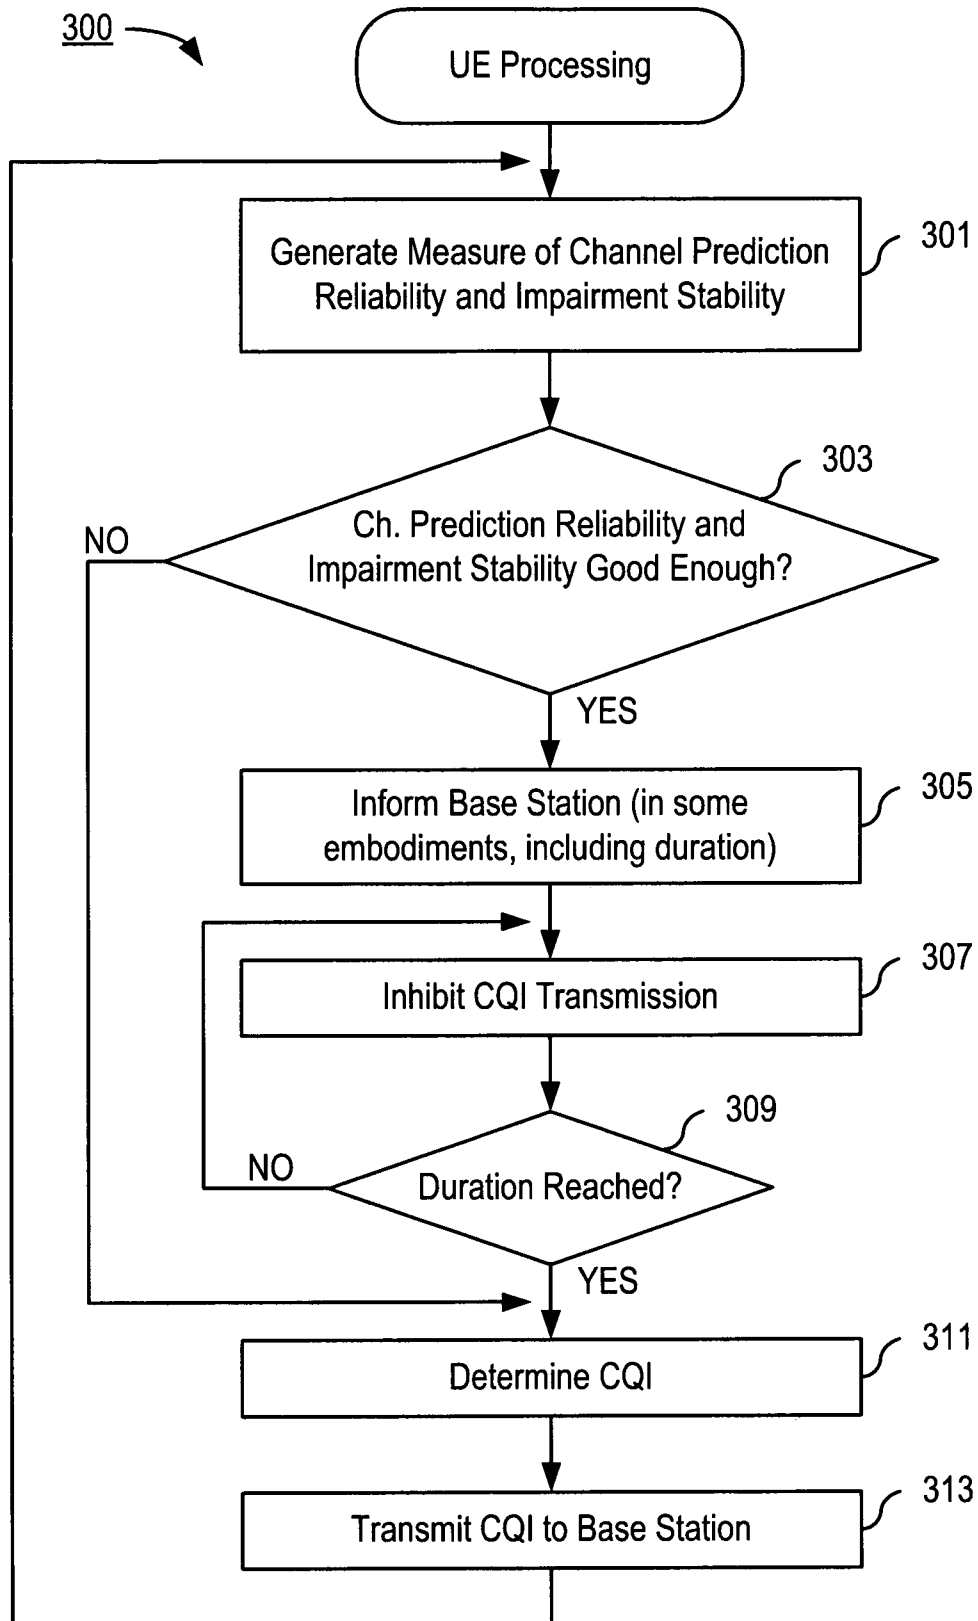 300
UE Processing
Generate Measure of Channel Prediction
Reliability and Impairment Stability
301
303
Ch. Prediction Reliability and
Impairment Stability Good Enough?
NO
YES
Inform Base Station (in some
embodiments, including duration)
305
Inhibit CQI Transmission
307
309
Duration Reached?
NO
YES
Determine CQI
311
Transmit CQI to Base Station
313